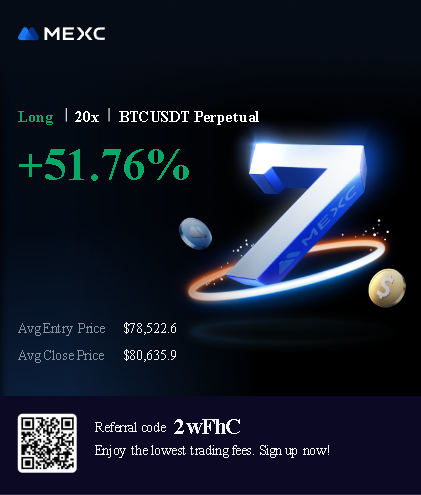 MEXC
Long | 20x | BTCUSDT Perpetual
+51.76%
MEXC
Avg Entry Price $78,522.6
Avg Close Price $80,635.9
Referral code 2wFhC
Enjoy the lowest trading fees. Sign up now!